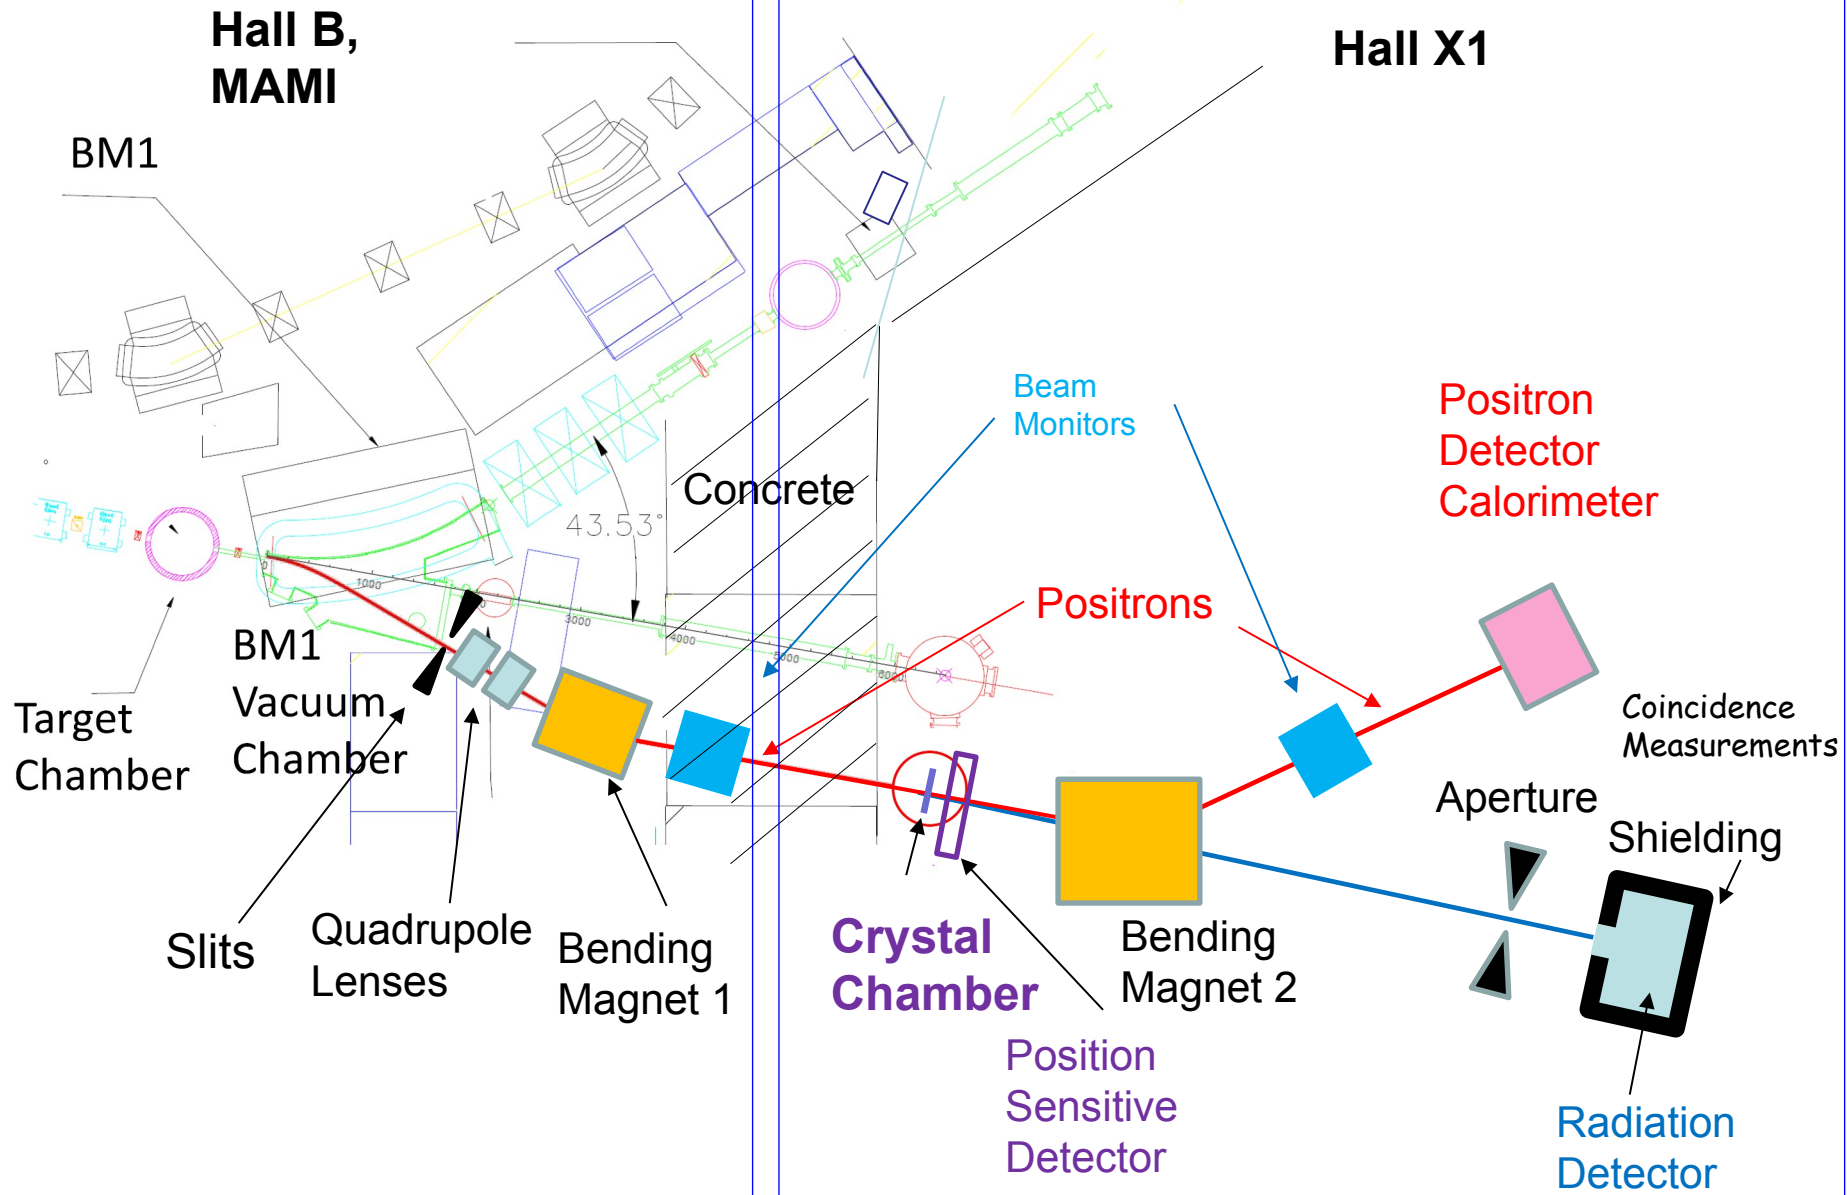 Hall B,
MAMI
Hall X1
BM1
Beam
Monitors
Positron
Detector
Calorimeter
Concrete
43.53°
0
1000
3000
4000
5000
6000
Positrons
BM1
Vacuum
Chamber
Target
Chamber
Coincidence
Measurements
Aperture
Shielding
Slits
Quadrupole
Lenses
Bending
Magnet 1
Crystal
Chamber
Bending
Magnet 2
Position
Sensitive
Detector
Radiation
Detector